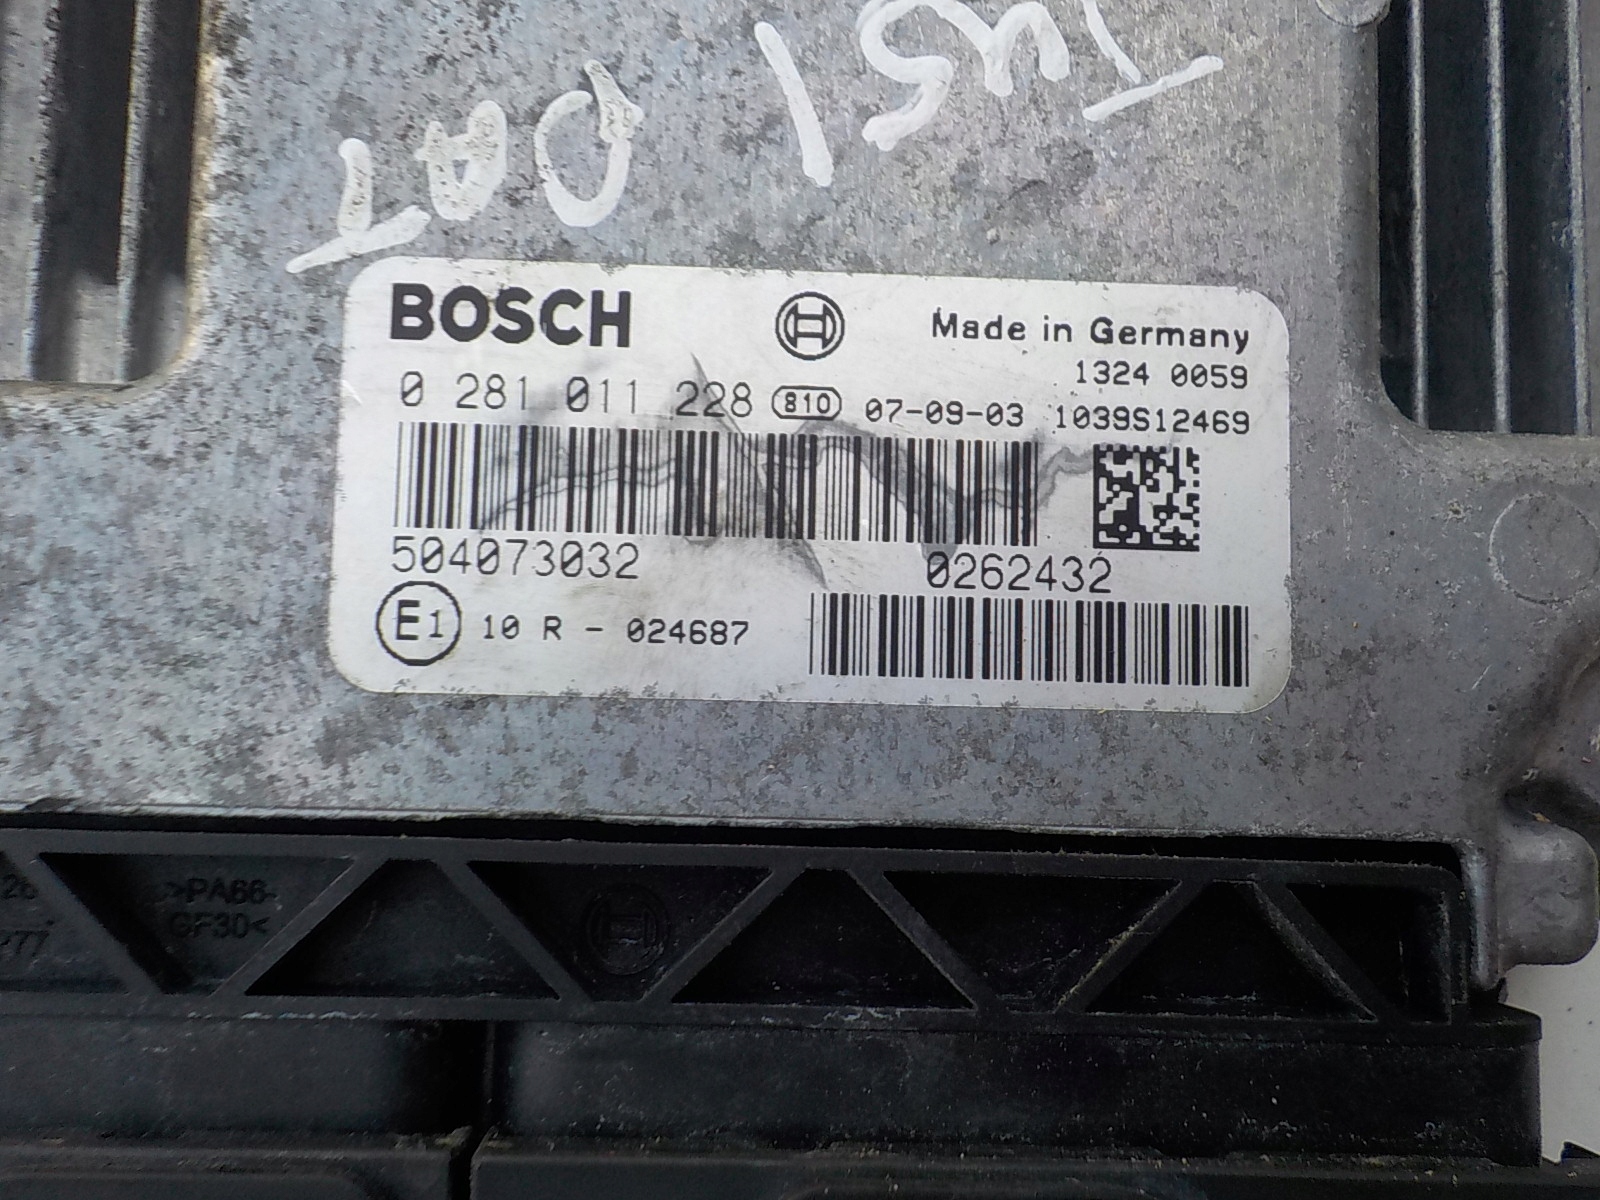 BOSCH
Made in Germany
1324 0059
0 281 011 228 810 07-09-03 1039S12469
504073032
0262432
E1 10 R - 024687
>PA66-
GF30<